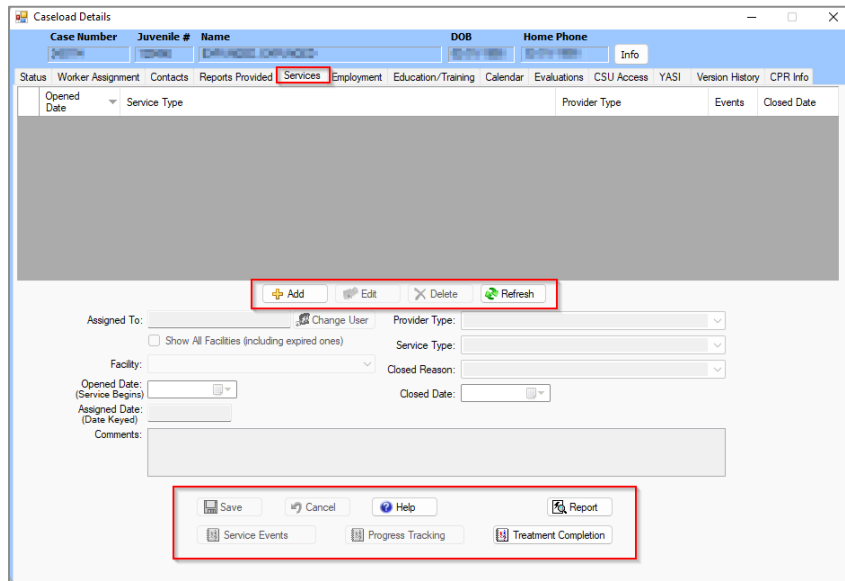 Caseload Details
Case Number Juvenile # Name DOB Home Phone
Info
Status Worker Assignment Contacts Reports Provided Services Employment Education/Training Calendar Evaluations CSU Access YASI Version History CPR Info
Opened Date Service Type Provider Type Events Closed Date
Add Edit Delete Refresh
Assigned To: Change User Provider Type:
Show All Facilities (including expired ones) Service Type:
Facility: Closed Reason:
Opened Date: Closed Date:
(Service Begins)
Assigned Date:
(Date Keyed)
Comments:
Save Cancel Help Report
Service Events Progress Tracking Treatment Completion